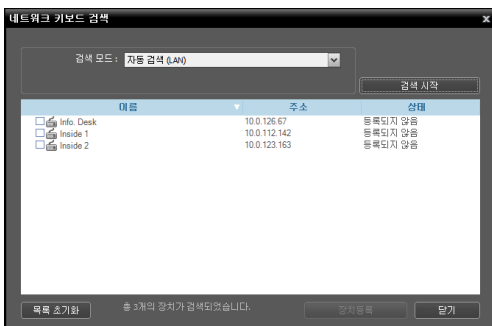 네트워크 키보드 검색 x
검색 모드 : 자동 검색 (LAN)
검색 시작
이름 주소 상태
Info. Desk 10.0.126.67 등록되지 않음
Inside 1 10.0.112.142 등록되지 않음
Inside 2 10.0.123.163 등록되지 않음
목록 초기화 총 3개의 장치가 검색되었습니다. 장치등록 닫기